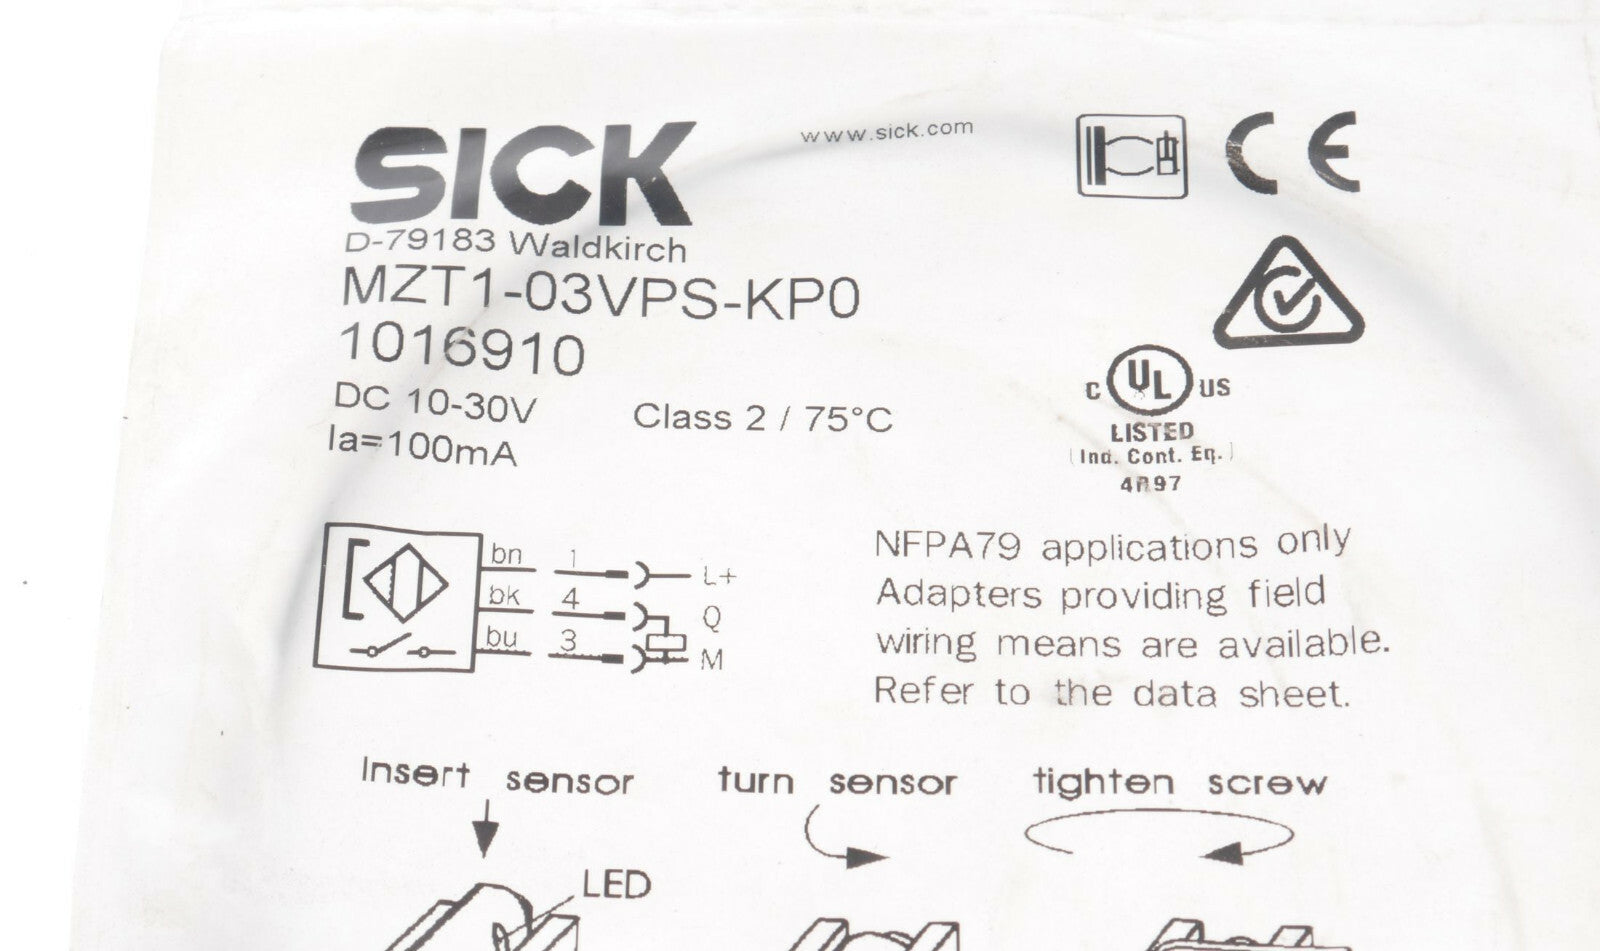 SICK
www.sick.com
CE
D-79183 Waldkirch
MZT1-03VPS-KP0
1016910
DC 10-30V
Class 2 / 75°C
Ia=100mA
C UL US
LISTED
(Ind. Cont. Eq.)
bn 1 L+
bk 4 Q
bu 3 M
NFPA79 applications only
Adapters providing field
wiring means are available.
Refer to the data sheet.
Insert sensor
turn sensor
tighten screw
LED